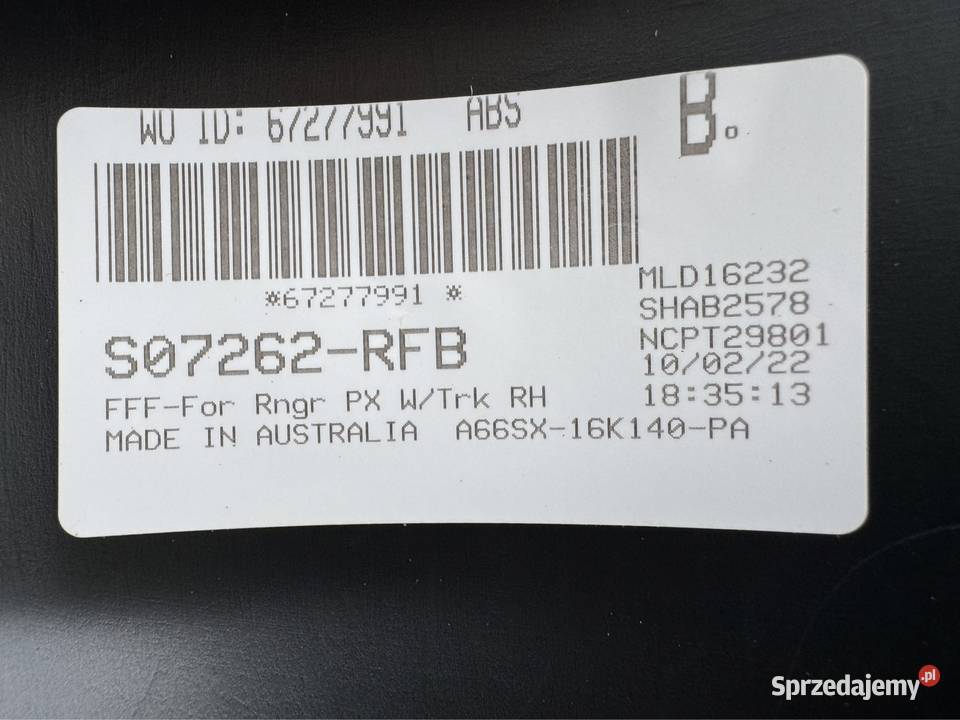 WO ID: 67277991 ABS B.
*67277991 *
MLD16232
SHAB2578
S07262-RFB
NCPT29801
10/02/22
FFF-For Rngr PX W/Trk RH
18:35:13
MADE IN AUSTRALIA A66SX-16K140-PA
Sprzedajemy.pl